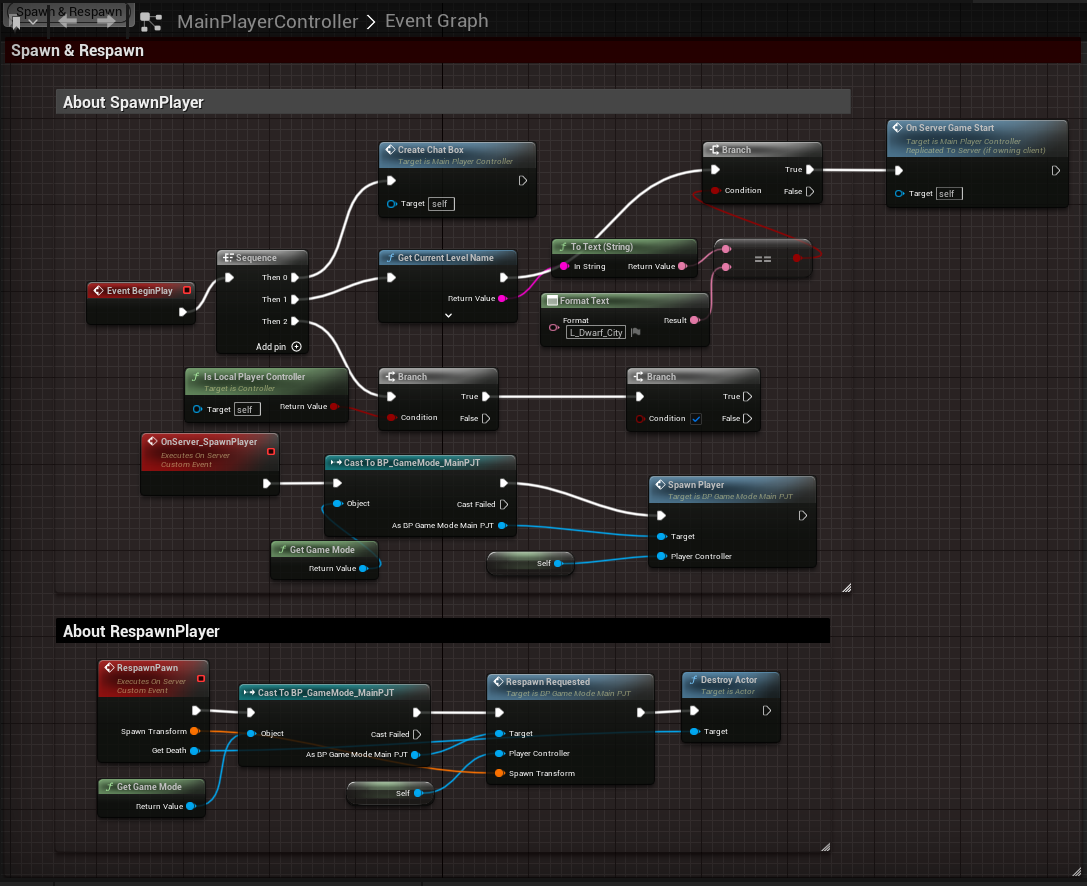 Spawn & Respawn
MainPlayerController > Event Graph
Spawn & Respawn
About SpawnPlayer
On Server Game Start
Target is Main Player Controller
Replicated To Server (if owning client)
Target self
Create Chat Box
Target is Main Player Controller
Target self
Branch
True
Condition
False
To Text (String)
In String
Return Value
==
Sequence
Then 0
Then 1
Then 2
Add pin
Get Current Level Name
Return Value
Event BeginPlay
Format Text
Format
L_Dwarf_City
Result
Is Local Player Controller
Target is Controller
Target self
Return Value
Branch
True
Condition
False
Branch
True
Condition
False
OnServer_SpawnPlayer
Executes On Server
Custom Event
Cast To BP_GameMode_MainPJT
Object
Cast Failed
As BP Game Mode Main PJT
Spawn Player
Target is BP Game Mode Main PJT
Target
Player Controller
Get Game Mode
Return Value
Self
About RespawnPlayer
RespawnPawn
Executes On Server
Custom Event
Spawn Transform
Get Death
Cast To BP_GameMode_MainPJT
Object
Cast Failed
As BP Game Mode Main PJT
Respawn Requested
Target is BP Game Mode Main PJT
Target
Player Controller
Spawn Transform
Destroy Actor
Target is Actor
Target
Get Game Mode
Return Value
Self